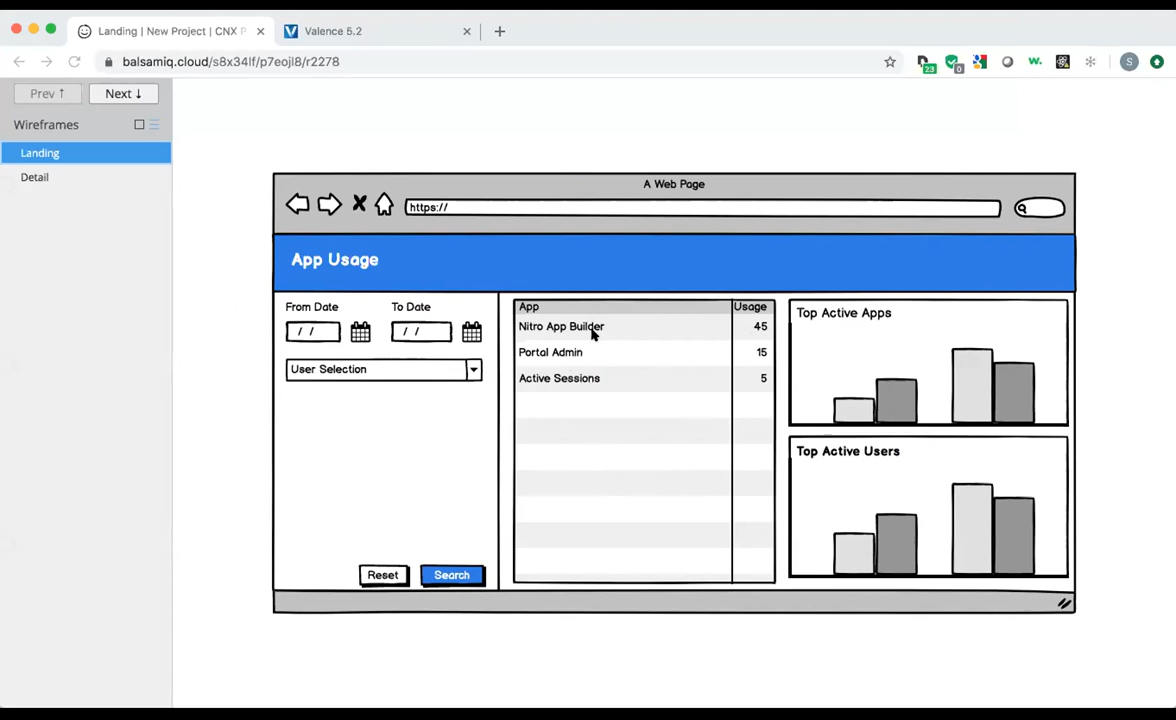 Landing | New Project | CNX P
Valence 5.2
balsamiq.cloud/s8x34lf/p7eojl8/r2278
23
0
w.
S
Prev ↑
Next ↓
Wireframes
Landing
Detail
A Web Page
https://
App Usage
From Date
To Date
/ /
/ /
User Selection
Reset
Search
App
Usage
Nitro App Builder
45
Portal Admin
15
Active Sessions
5
Top Active Apps
Top Active Users